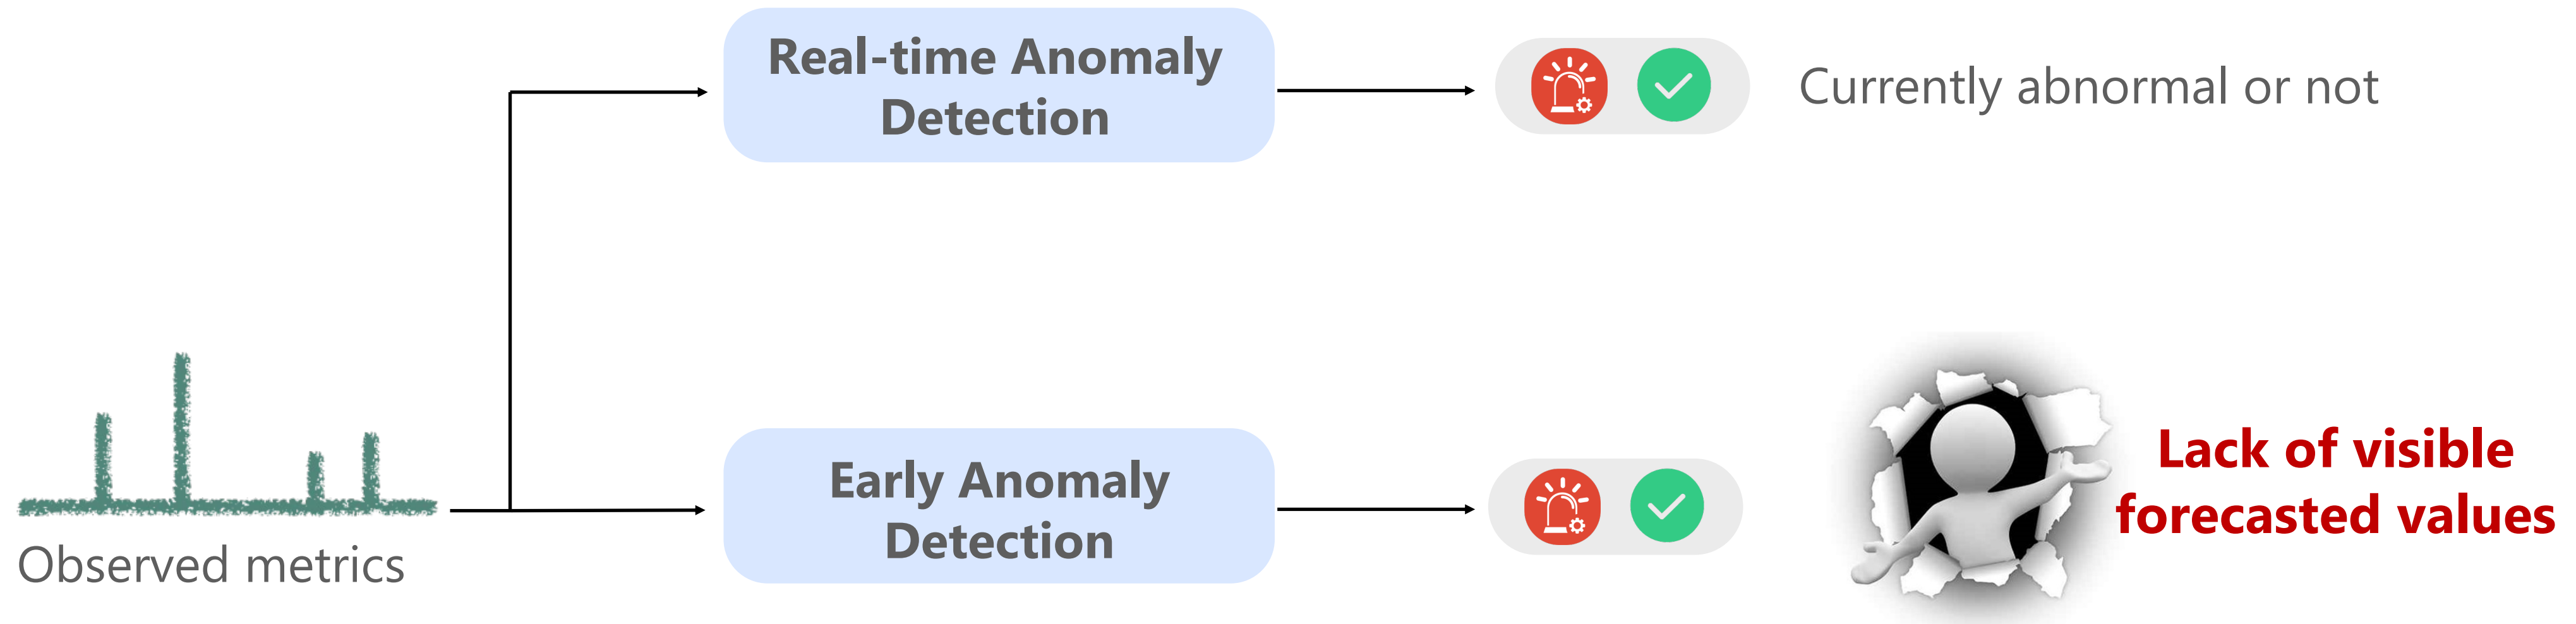 Real-time Anomaly
Detection
Currently abnormal or not
Observed metrics
Early Anomaly
Detection
Lack of visible
forecasted values